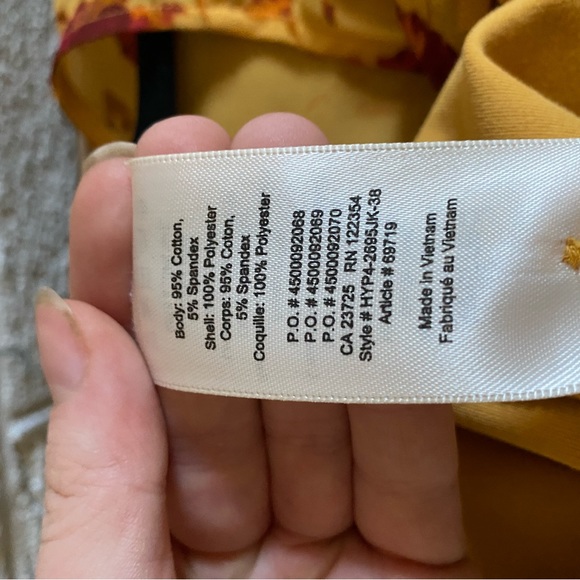 Body: 95% Cotton,
5% Spandex
Shell: 100% Polyester
Corps: 95% Coton,
5% Spandex
Coquille: 100% Polyester
P.O. # 4500092068
P.O. # 4500092069
P.O. # 4500092070
CA 23725 RN 122354
Style # HYP4-2695JK-38
Article # 69719
Made in Vietnam
Fabriqué au Vietnam